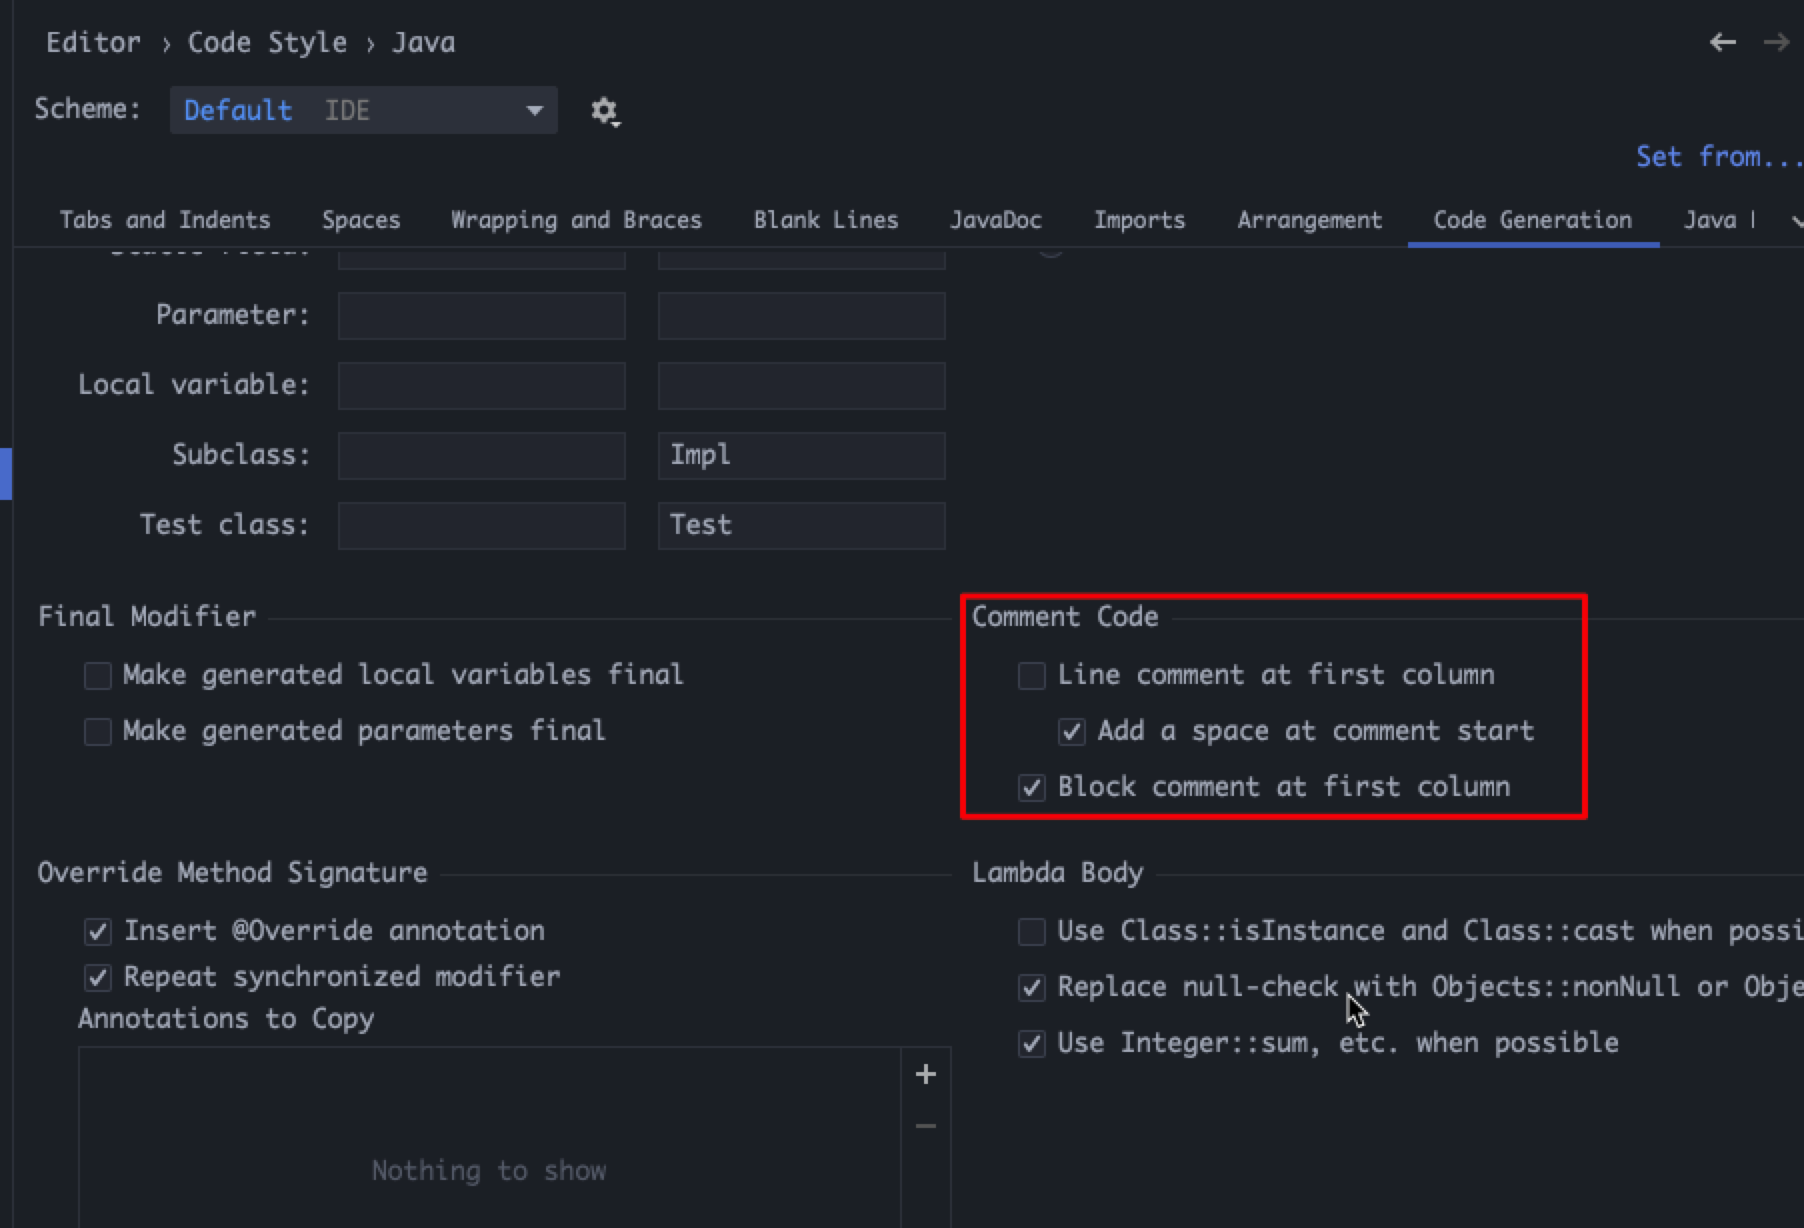 Editor › Code Style › Java
Scheme: Default IDE
Set from...
Tabs and Indents Spaces Wrapping and Braces Blank Lines JavaDoc Imports Arrangement Code Generation Java
Parameter:
Local variable:
Subclass: Impl
Test class: Test
Final Modifier
Make generated local variables final
Make generated parameters final
Comment Code
Line comment at first column
Add a space at comment start
Block comment at first column
Override Method Signature
Insert @Override annotation
Repeat synchronized modifier
Annotations to Copy
Nothing to show
Lambda Body
Use Class::isInstance and Class::cast when possi
Replace null-check with Objects::nonNull or Obje
Use Integer::sum, etc. when possible